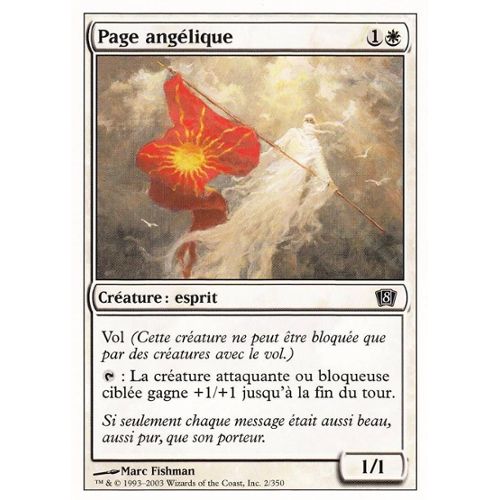 Page angélique 1
Créature : esprit 8
Vol (Cette créature ne peut être bloquée que
par des créatures avec le vol.)
: La créature attaquante ou bloqueuse
ciblée gagne +1/+1 jusqu'à la fin du tour.
Si seulement chaque message était aussi beau,
aussi pur, que son porteur.
Marc Fishman
™ & © 1993–2003 Wizards of the Coast, Inc. 2/350
1/1